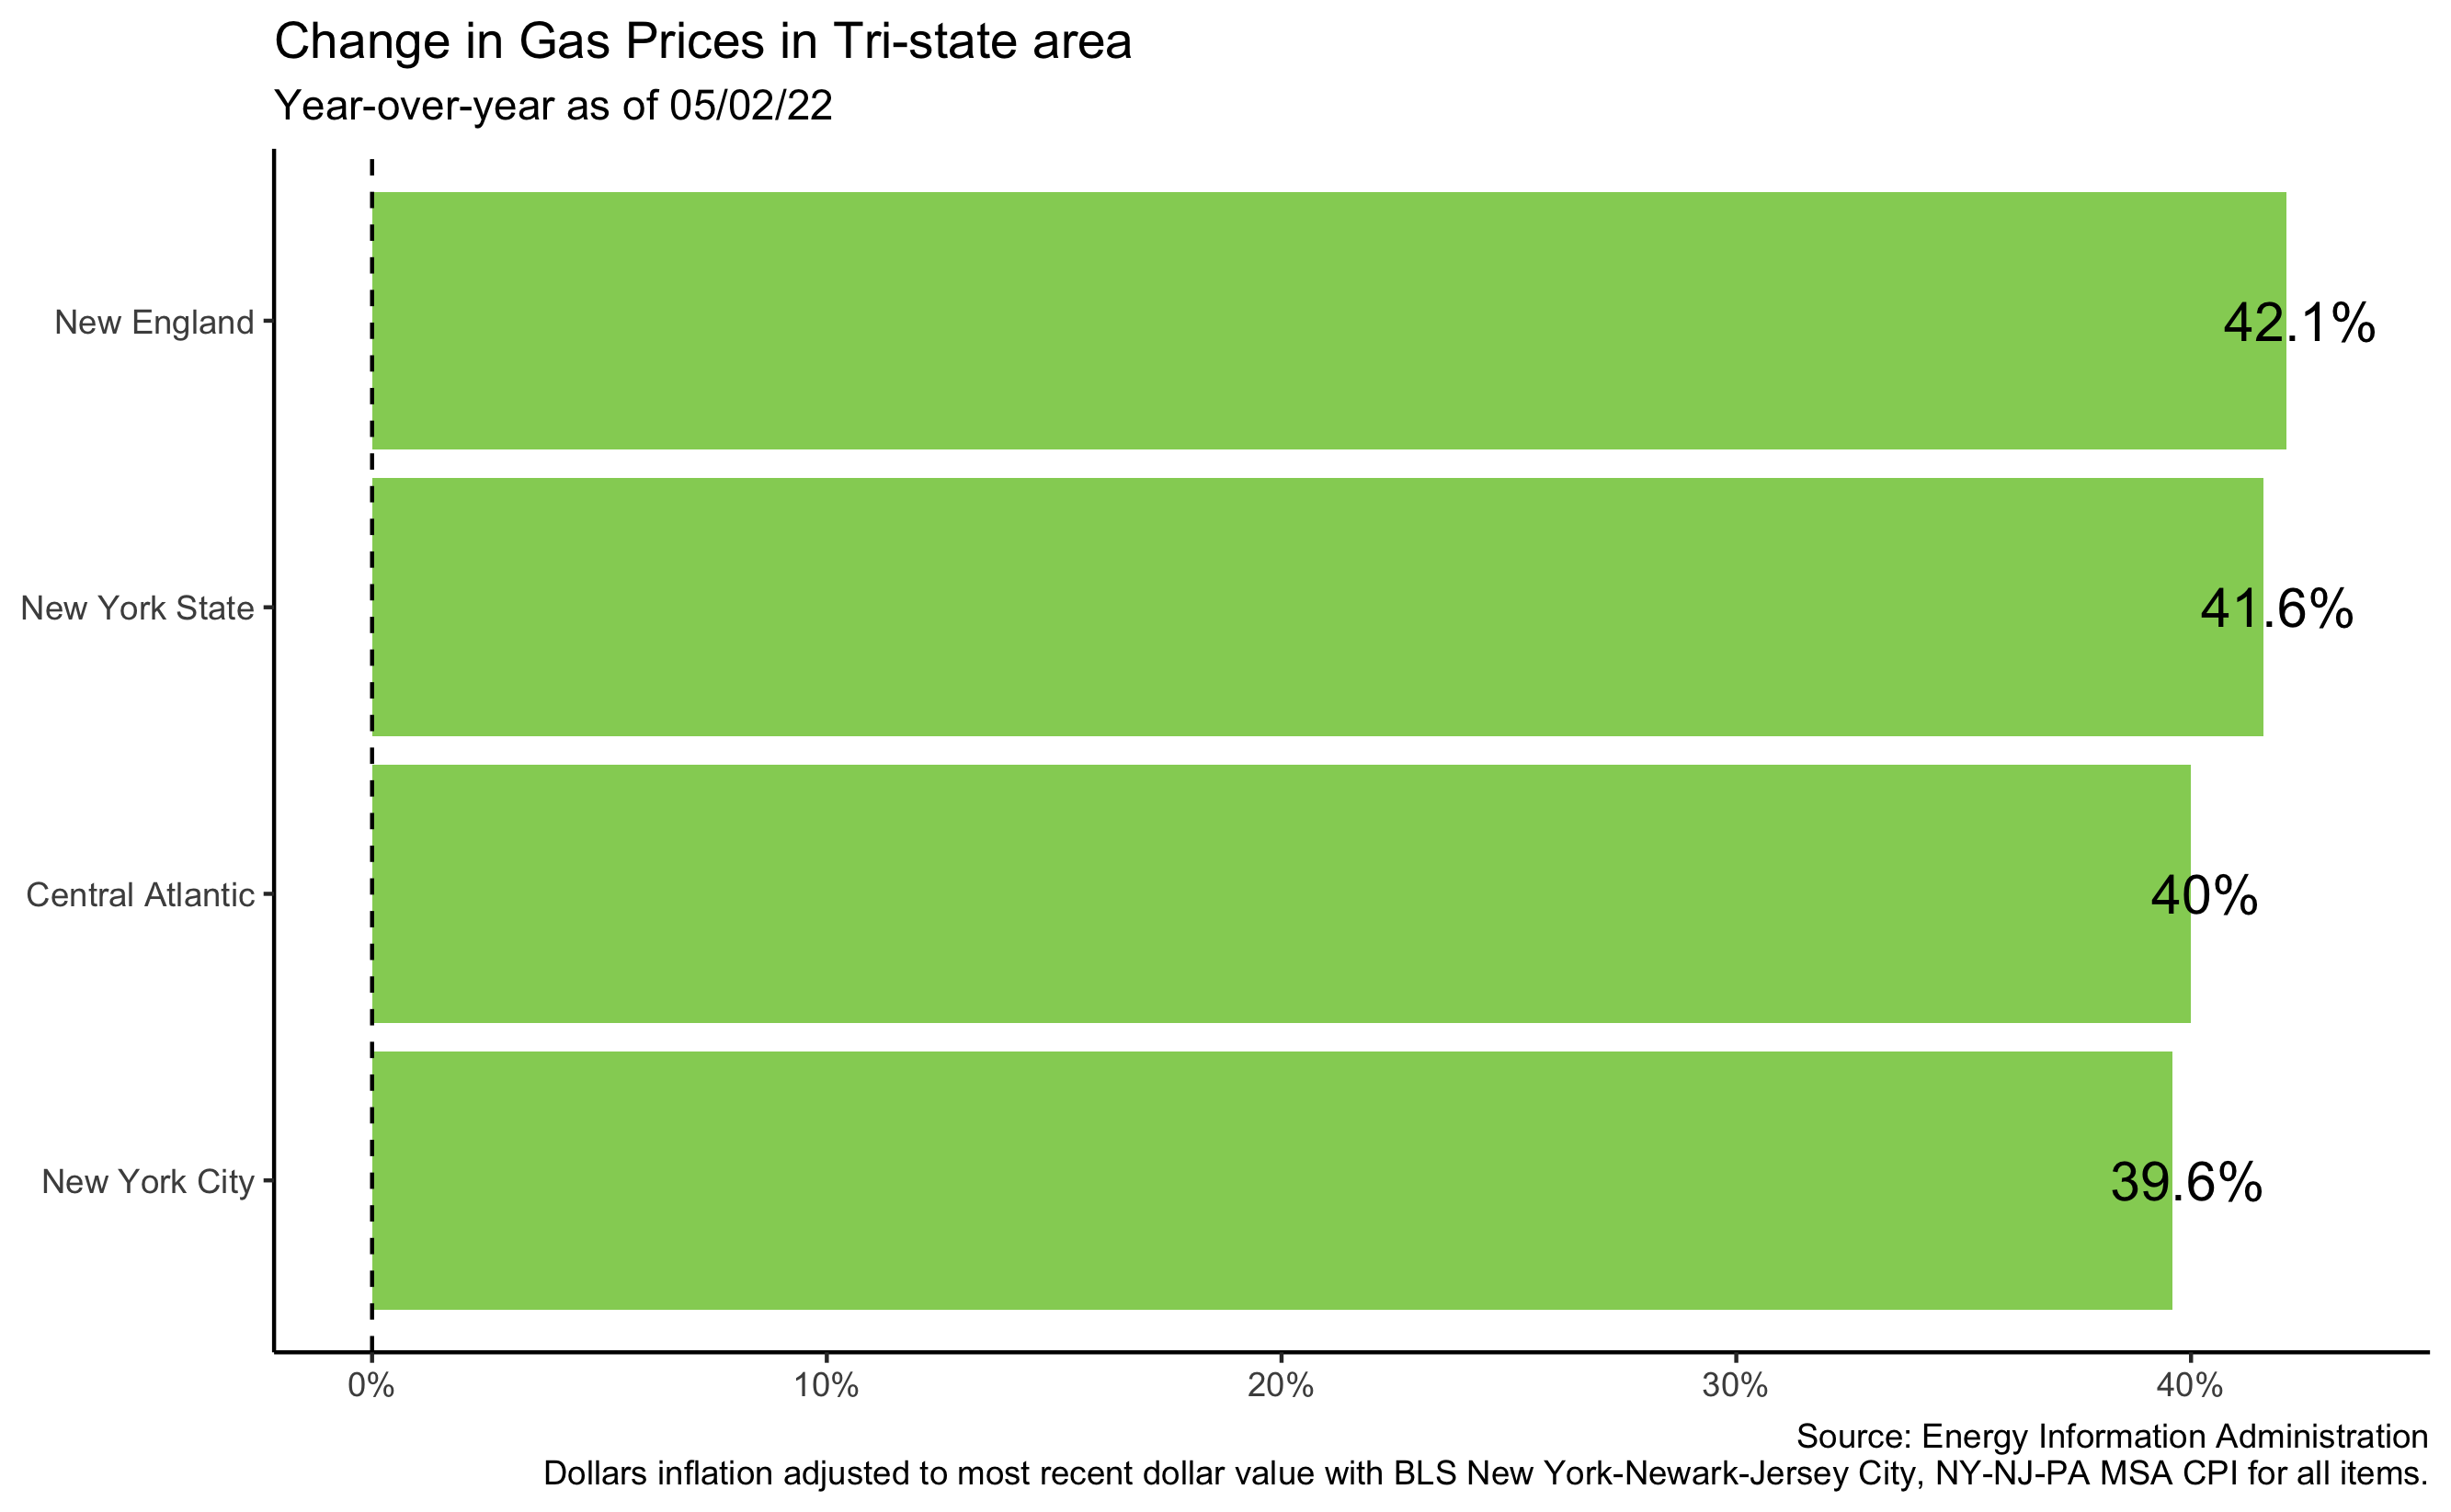 Change in Gas Prices in Tri-state area
Year-over-year as of 05/02/22
New England
42.1%
New York State
41.6%
Central Atlantic
40%
New York City
39.6%
0%
10%
20%
30%
40%
Source: Energy Information Administration
Dollars inflation adjusted to most recent dollar value with BLS New York-Newark-Jersey City, NY-NJ-PA MSA CPI for all items.